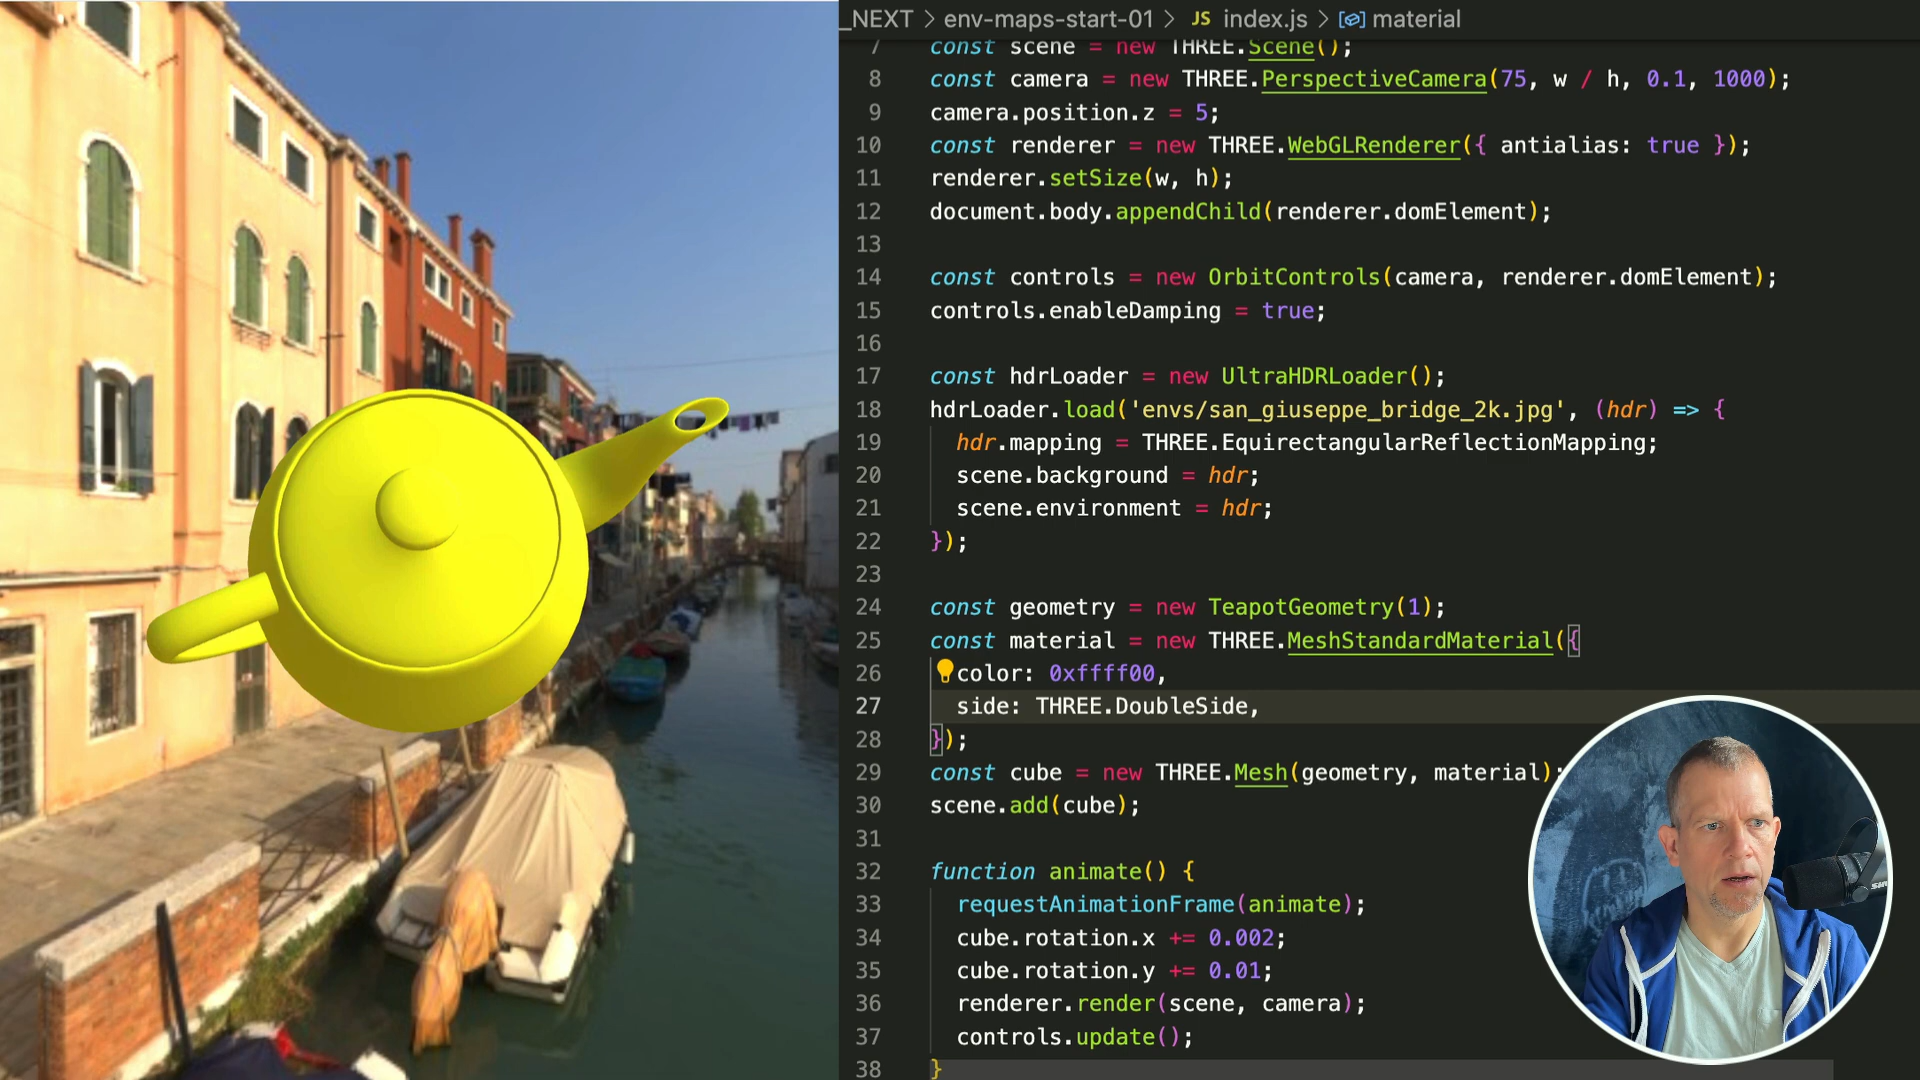 _NEXT > env-maps-start-01 > JS index.js > material
7 const scene = new THREE.Scene();
8 const camera = new THREE.PerspectiveCamera(75, w / h, 0.1, 1000);
9 camera.position.z = 5;
10 const renderer = new THREE.WebGLRenderer({ antialias: true });
11 renderer.setSize(w, h);
12 document.body.appendChild(renderer.domElement);
13
14 const controls = new OrbitControls(camera, renderer.domElement);
15 controls.enableDamping = true;
16
17 const hdrLoader = new UltraHDRLoader();
18 hdrLoader.load('envs/san_giuseppe_bridge_2k.jpg', (hdr) => {
19 hdr.mapping = THREE.EquirectangularReflectionMapping;
20 scene.background = hdr;
21 scene.environment = hdr;
22 });
23
24 const geometry = new TeapotGeometry(1);
25 const material = new THREE.MeshStandardMaterial({
26 color: 0xffff00,
27 side: THREE.DoubleSide,
28 });
29 const cube = new THREE.Mesh(geometry, material);
30 scene.add(cube);
31
32 function animate() {
33 requestAnimationFrame(animate);
34 cube.rotation.x += 0.002;
35 cube.rotation.y += 0.01;
36 renderer.render(scene, camera);
37 controls.update();
38 }